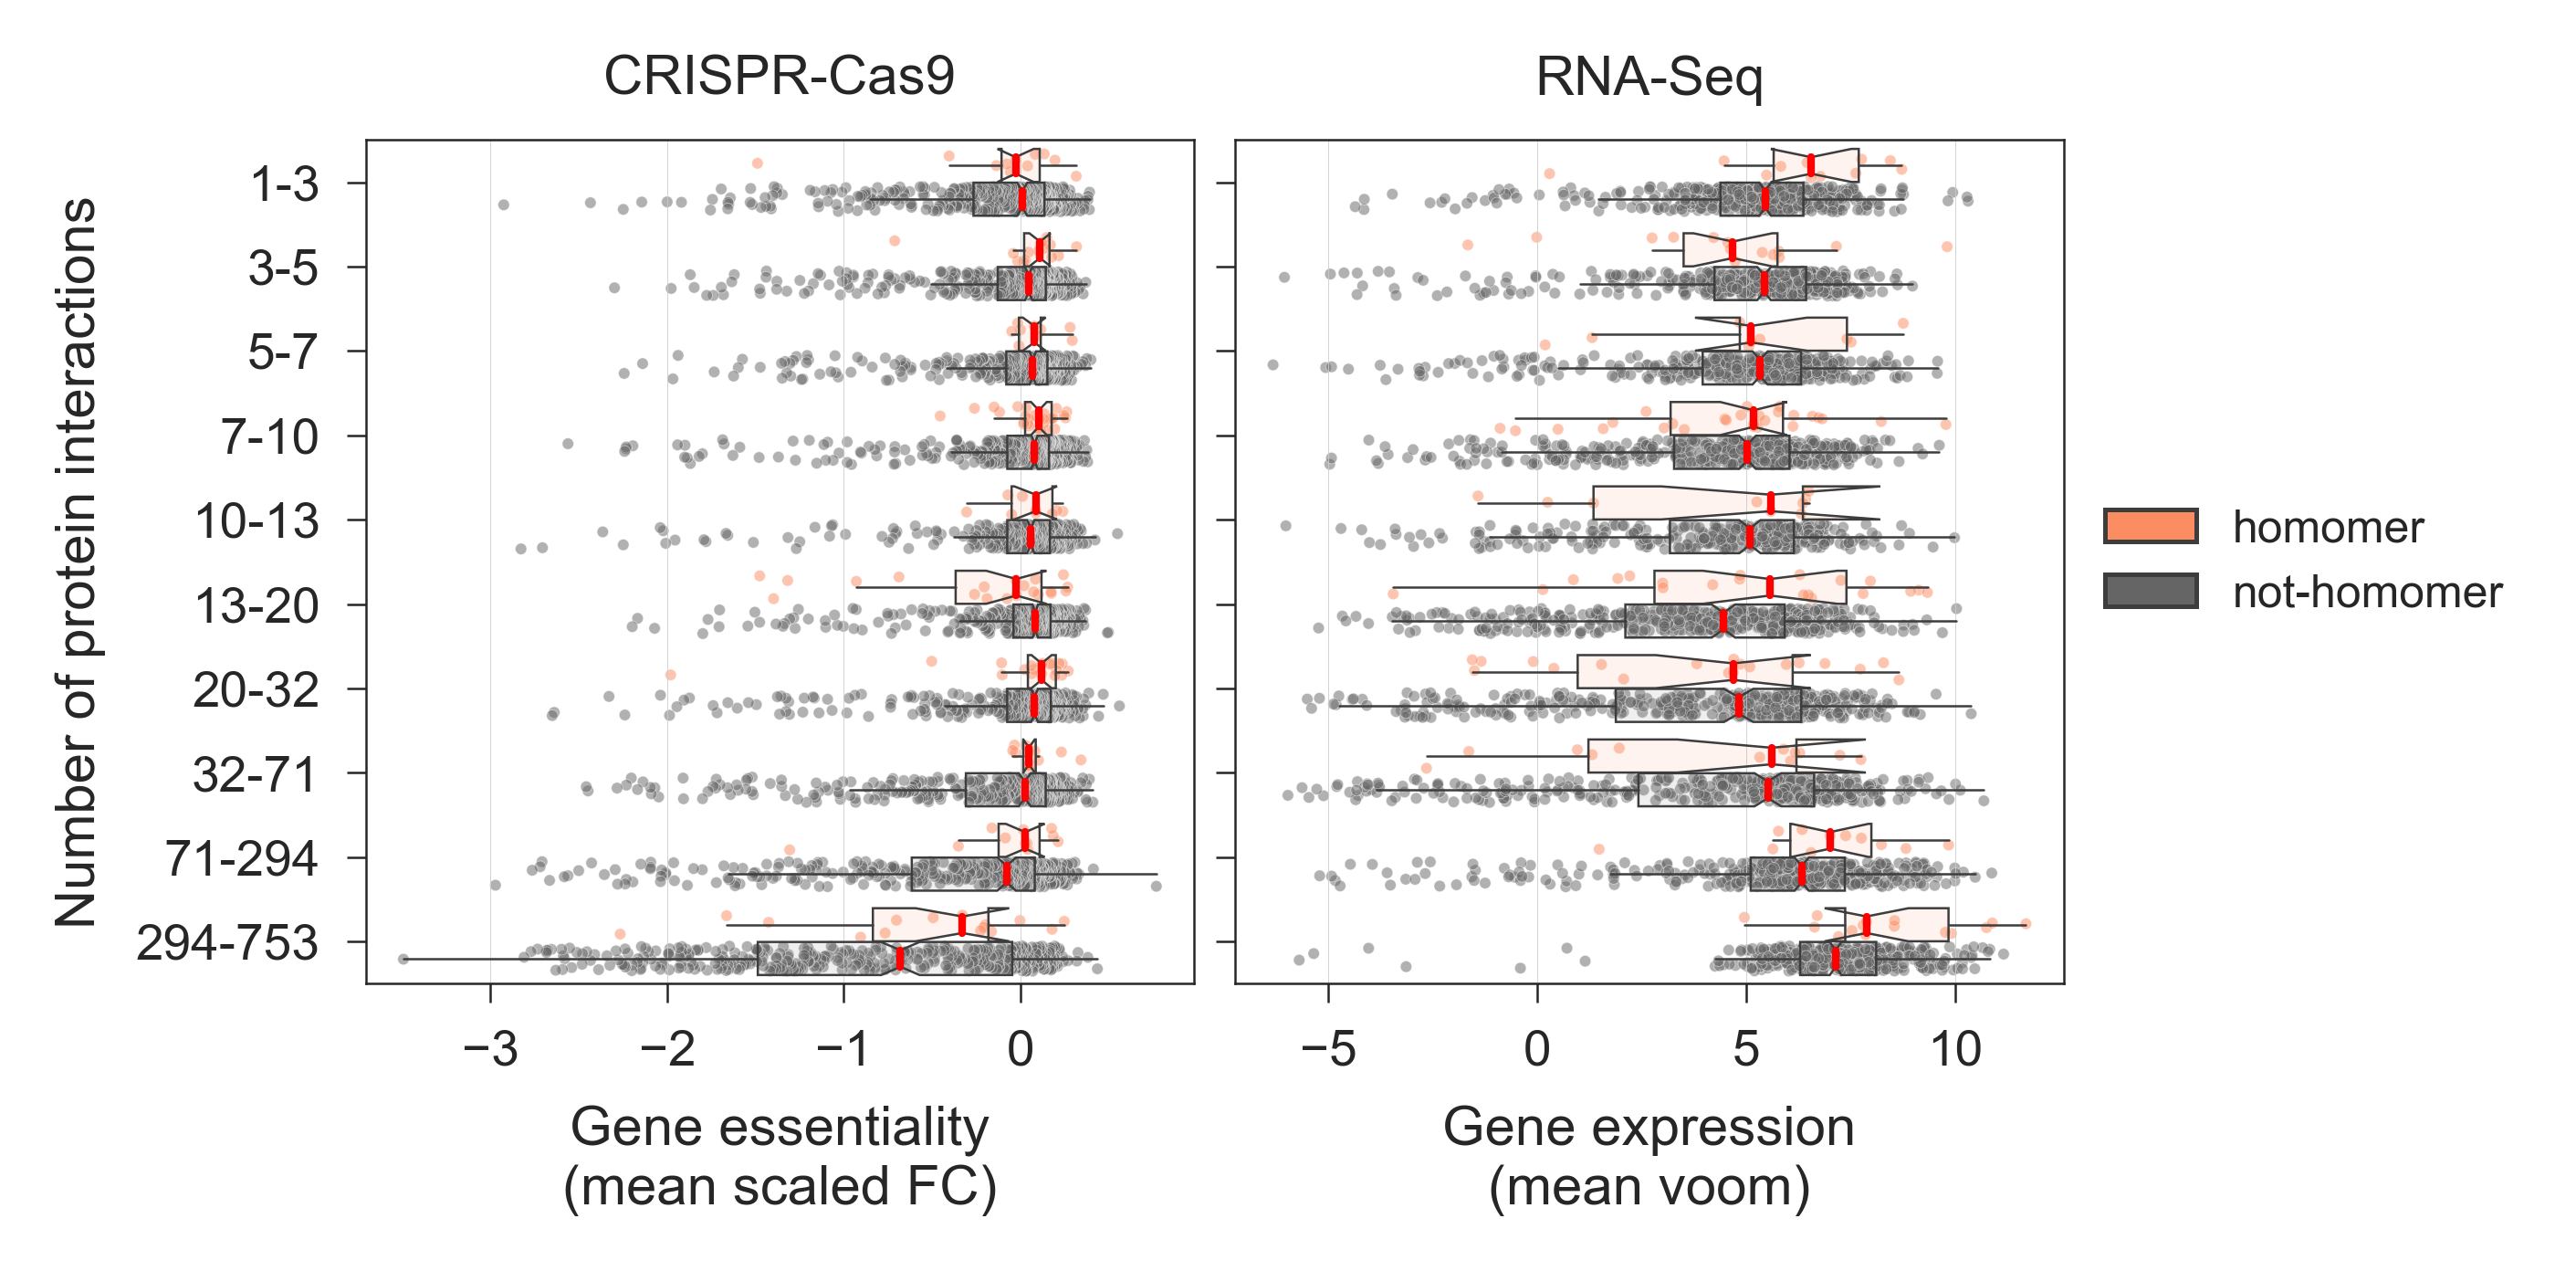 CRISPR-Cas9
RNA-Seq
Number of protein interactions
1-3
3-5
5-7
7-10
10-13
13-20
20-32
32-71
71-294
294-753
−3
−2
−1
0
−5
0
5
10
Gene essentiality
(mean scaled FC)
Gene expression
(mean voom)
homomer
not-homomer